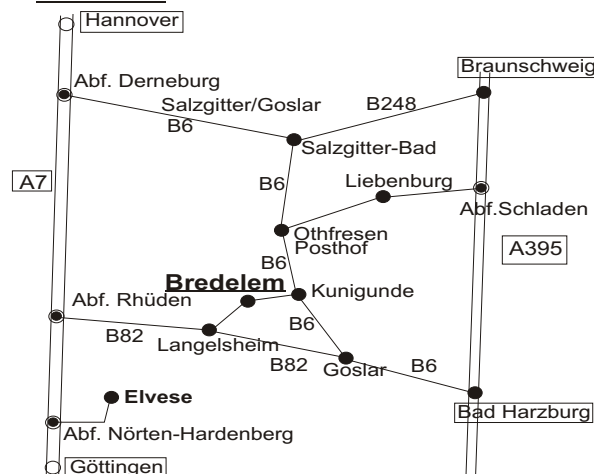 Hannover
Braunschweig
Abf. Derneburg
Salzgitter/Goslar
B248
B6
Salzgitter-Bad
A7
B6
Liebenburg
Abf.Schladen
Othfresen
Posthof
A395
B6
Bredelem
Kunigunde
Abf. Rhüden
B6
B82
Langelsheim
B82
Goslar
B6
Elvese
Bad Harzburg
Abf. Nörten-Hardenberg
Göttingen